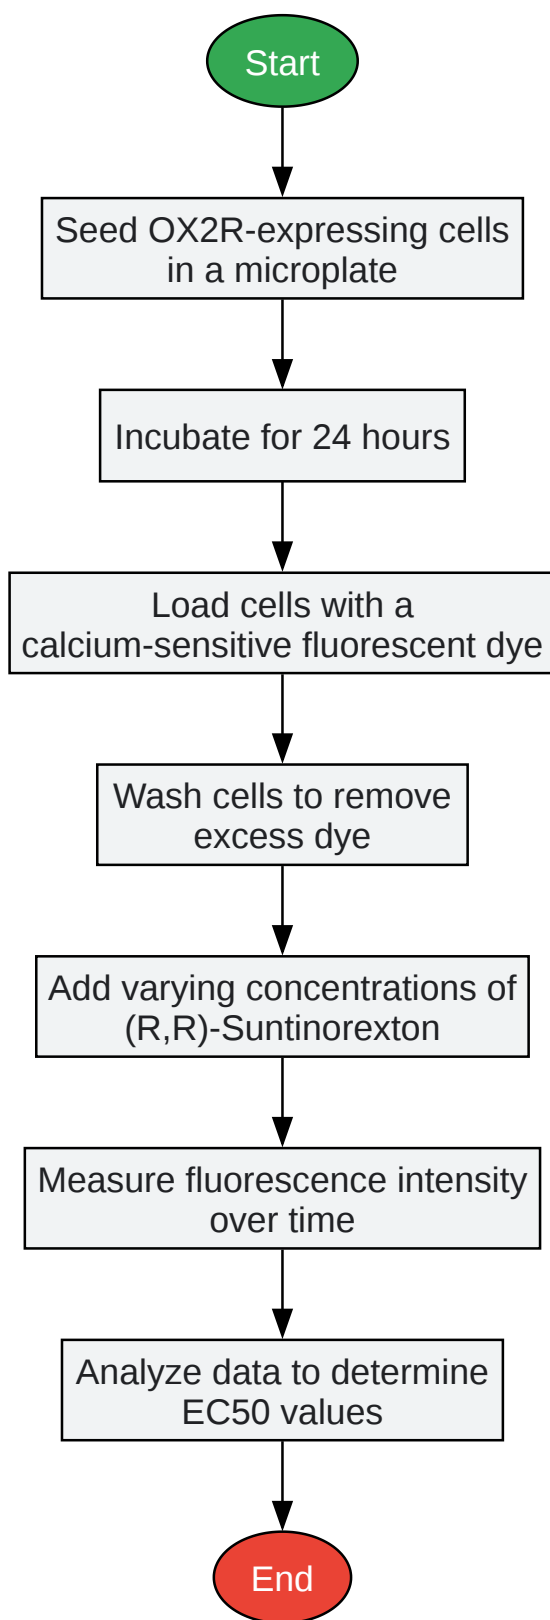 Start
Seed OX2R-expressing cells
in a microplate
Incubate for 24 hours
Load cells with a
calcium-sensitive fluorescent dye
Wash cells to remove
excess dye
Add varying concentrations of
(R,R)-Suntinorexton
Measure fluorescence intensity
over time
Analyze data to determine
EC50 values
End